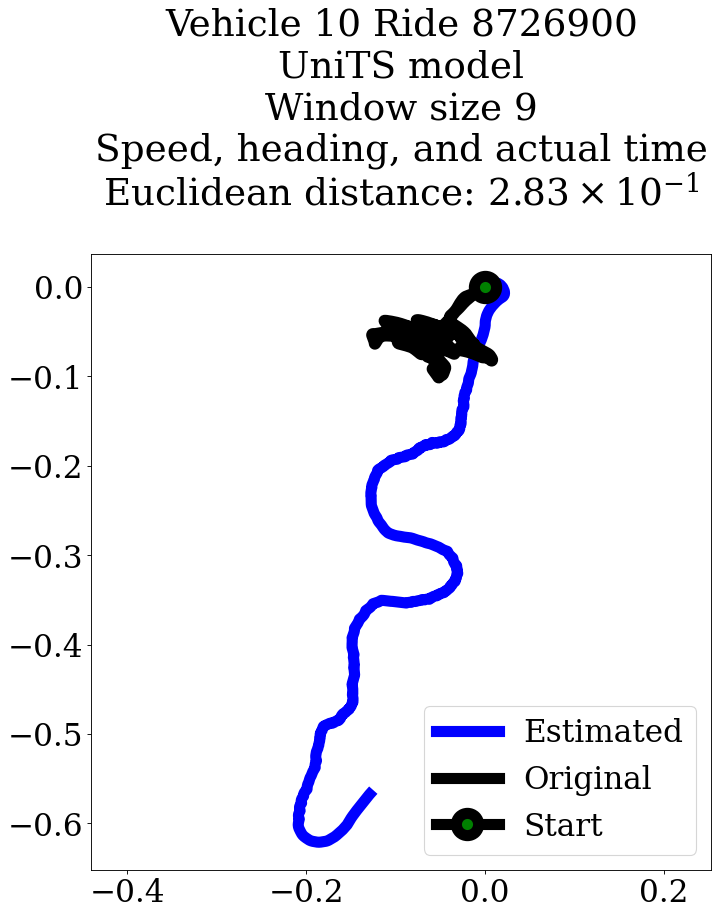 Vehicle 10 Ride 8726900
UniTS model
Window size 9
Speed, heading, and actual time
Euclidean distance: 2.83 × 10⁻¹
0.0
−0.1
−0.2
−0.3
−0.4
−0.5
−0.6
Estimated
Original
Start
−0.4 −0.2 0.0 0.2